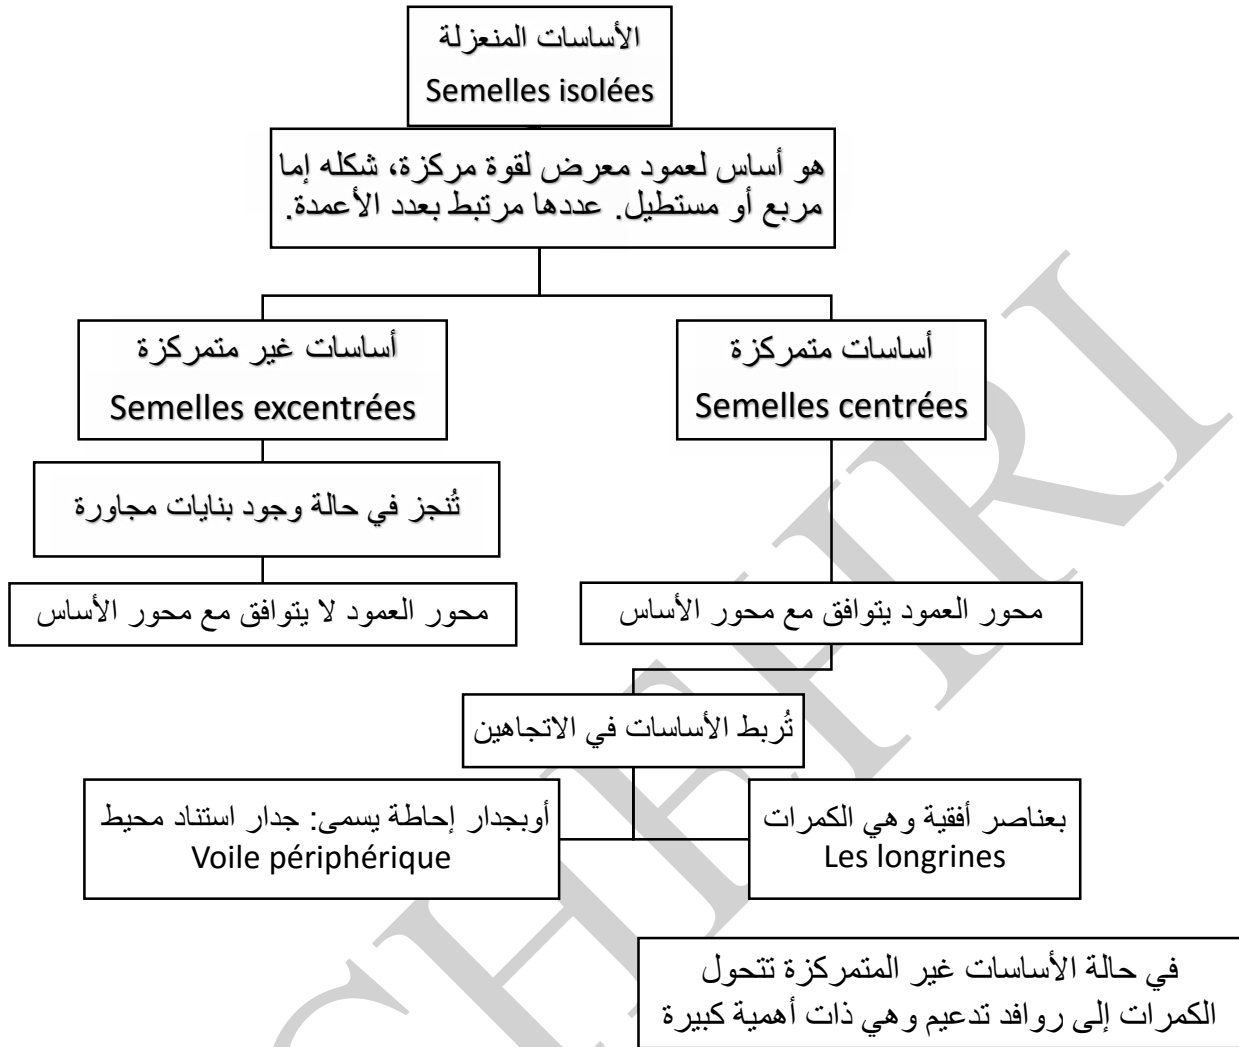 الأساسات المنعزلة
Semelles isolées
هو أساس لعمود معرض لقوة مركزة، شكله إما
مربع أو مستطيل. عددها مرتبط بعدد الأعمدة.
أساسات متمركزة
Semelles centrées
أساسات غير متمركزة
Semelles excentrées
تُنجز في حالة وجود بنايات مجاورة
محور العمود يتوافق مع محور الأساس
محور العمود لا يتوافق مع محور الأساس
تُربط الأساسات في الاتجاهين
بعناصر أفقية وهي الكمرات
Les longrines
أوبجدار إحاطة يسمى: جدار استناد محيط
Voile périphérique
في حالة الأساسات غير المتمركزة تتحول
الكمرات إلى روافد تدعيم وهي ذات أهمية كبيرة